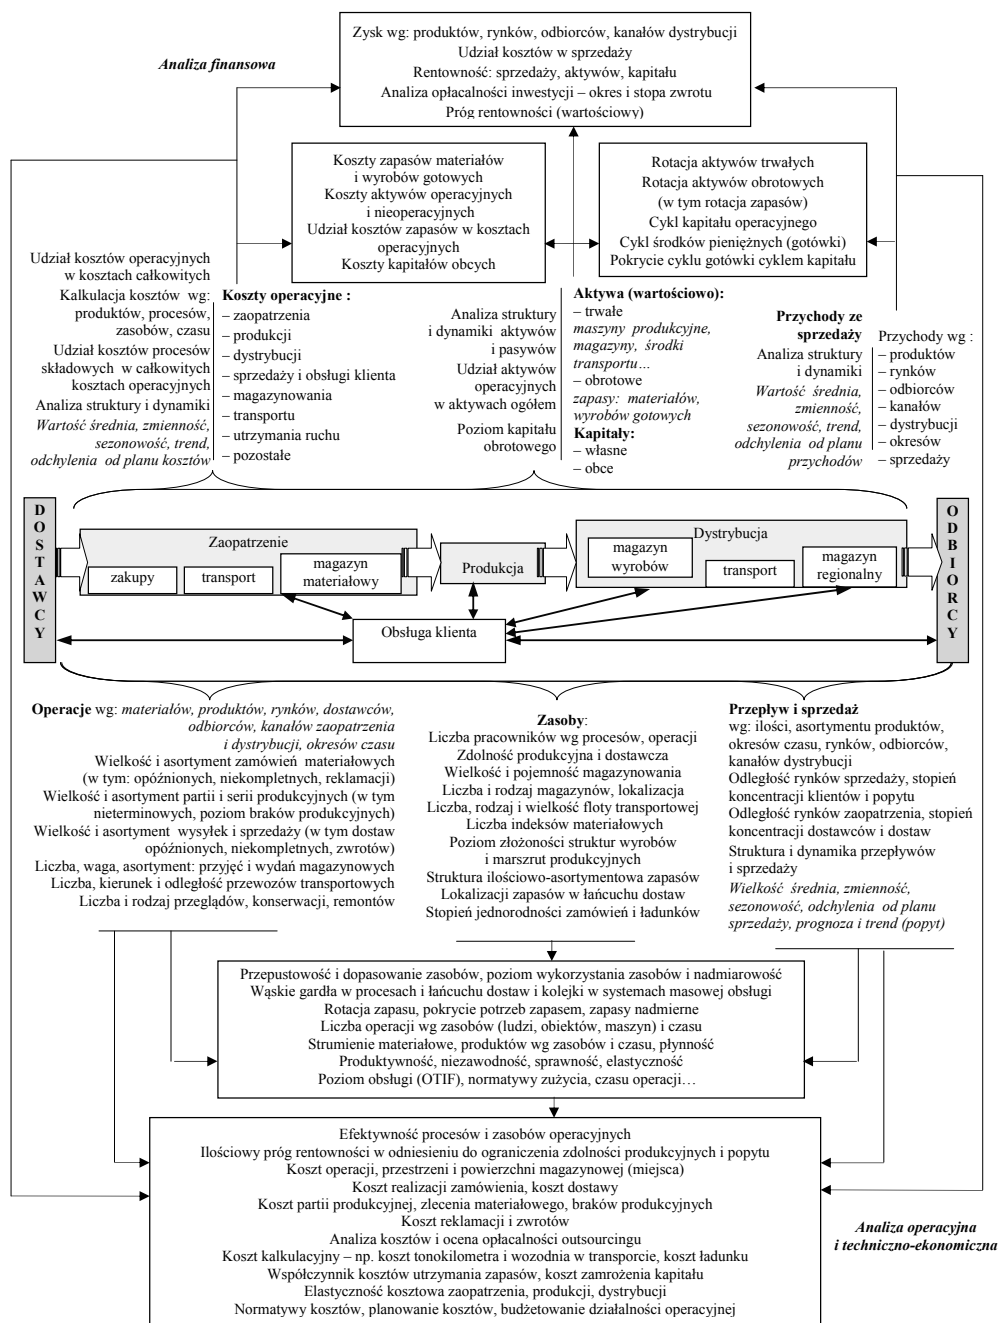 Zysk wg: produktów, rynków, odbiorców, kanałów dystrybucji
Udział kosztów w sprzedaży
Rentowność: sprzedaży, aktywów, kapitału
Analiza opłacalności inwestycji – okres i stopa zwrotu
Próg rentowności (wartościowy)
Analiza finansowa
Koszty zapasów materiałów
i wyrobów gotowych
Koszty aktywów operacyjnych
i nieoperacyjnych
Udział kosztów zapasów w kosztach
operacyjnych
Koszty kapitałów obcych
Rotacja aktywów trwałych
Rotacja aktywów obrotowych
(w tym rotacja zapasów)
Cykl kapitału operacyjnego
Cykl środków pieniężnych (gotówki)
Pokrycie cyklu gotówki cyklem kapitału
Udział kosztów operacyjnych
w kosztach całkowitych
Kalkulacja kosztów wg:
produktów, procesów,
zasobów, czasu
Udział kosztów procesów
składowych w całkowitych
kosztach operacyjnych
Analiza struktury i dynamiki
Wartość średnia, zmienność,
sezonowość, trend,
odchylenia od planu kosztów
Koszty operacyjne :
– zaopatrzenia
– produkcji
– dystrybucji
– sprzedaży i obsługi klienta
– magazynowania
– transportu
– utrzymania ruchu
– pozostałe
Analiza struktury
i dynamiki aktywów
i pasywów
Udział aktywów
operacyjnych
w aktywach ogółem
Poziom kapitału
obrotowego
Aktywa (wartościowo):
– trwałe
maszyny produkcyjne,
magazyny, środki
transportu…
– obrotowe
zapasy: materiałów,
wyrobów gotowych
Kapitały:
– własne
– obce
Przychody ze
sprzedaży
Analiza struktury
i dynamiki
Wartość średnia,
zmienność,
sezonowość, trend,
odchylenia od planu
przychodów
Przychody wg :
– produktów
– rynków
– odbiorców
– kanałów
– dystrybucji
– okresów
– sprzedaży
DOSTAWCY
Zaopatrzenie
zakupy
transport
magazyn
materiałowy
Produkcja
Dystrybucja
magazyn
wyrobów
transport
magazyn
regionalny
ODBIORCY
Obsługa klienta
Operacje wg: materiałów, produktów, rynków, dostawców,
odbiorców, kanałów zaopatrzenia
i dystrybucji, okresów czasu
Wielkość i asortyment zamówień materiałowych
(w tym: opóźnionych, niekompletnych, reklamacji)
Wielkość i asortyment partii i serii produkcyjnych (w tym
nieterminowych, poziom braków produkcyjnych)
Wielkość i asortyment wysyłek i sprzedaży (w tym dostaw
opóźnionych, niekompletnych, zwrotów)
Liczba, waga, asortyment: przyjęć i wydań magazynowych
Liczba, kierunek i odległość przewozów transportowych
Liczba i rodzaj przeglądów, konserwacji, remontów
Zasoby:
Liczba pracowników wg procesów, operacji
Zdolność produkcyjna i dostawcza
Wielkość i pojemność magazynowania
Liczba i rodzaj magazynów, lokalizacja
Liczba, rodzaj i wielkość floty transportowej
Liczba indeksów materiałowych
Poziom złożoności struktur wyrobów
i marszrut produkcyjnych
Struktura ilościowo-asortymentowa zapasów
Lokalizacji zapasów w łańcuchu dostaw
Stopień jednorodności zamówień i ładunków
Przepływ i sprzedaż
wg: ilości, asortymentu produktów,
okresów czasu, rynków, odbiorców,
kanałów dystrybucji
Odległość rynków sprzedaży, stopień
koncentracji klientów i popytu
Odległość rynków zaopatrzenia, stopień
koncentracji dostawców i dostaw
Struktura i dynamika przepływów
i sprzedaży
Wielkość średnia, zmienność,
sezonowość, odchylenia od planu
sprzedaży, prognoza i trend (popyt)
Przepustowość i dopasowanie zasobów, poziom wykorzystania zasobów i nadmiarowość
Wąskie gardła w procesach i łańcuchu dostaw i kolejki w systemach masowej obsługi
Rotacja zapasu, pokrycie potrzeb zapasem, zapasy nadmierne
Liczba operacji wg zasobów (ludzi, obiektów, maszyn) i czasu
Strumienie materiałowe, produktów wg zasobów i czasu, płynność
Produktywność, niezawodność, sprawność, elastyczność
Poziom obsługi (OTIF), normatywy zużycia, czasu operacji…
Efektywność procesów i zasobów operacyjnych
Ilościowy próg rentowności w odniesieniu do ograniczenia zdolności produkcyjnych i popytu
Koszt operacji, przestrzeni i powierzchni magazynowej (miejsca)
Koszt realizacji zamówienia, koszt dostawy
Koszt partii produkcyjnej, zlecenia materiałowego, braków produkcyjnych
Koszt reklamacji i zwrotów
Analiza kosztów i ocena opłacalności outsourcingu
Koszt kalkulacyjny – np. koszt tonokilometra i wozodnia w transporcie, koszt ładunku
Współczynnik kosztów utrzymania zapasów, koszt zamrożenia kapitału
Elastyczność kosztowa zaopatrzenia, produkcji, dystrybucji
Normatywy kosztów, planowanie kosztów, budżetowanie działalności operacyjnej
Analiza operacyjna
i techniczno-ekonomiczna